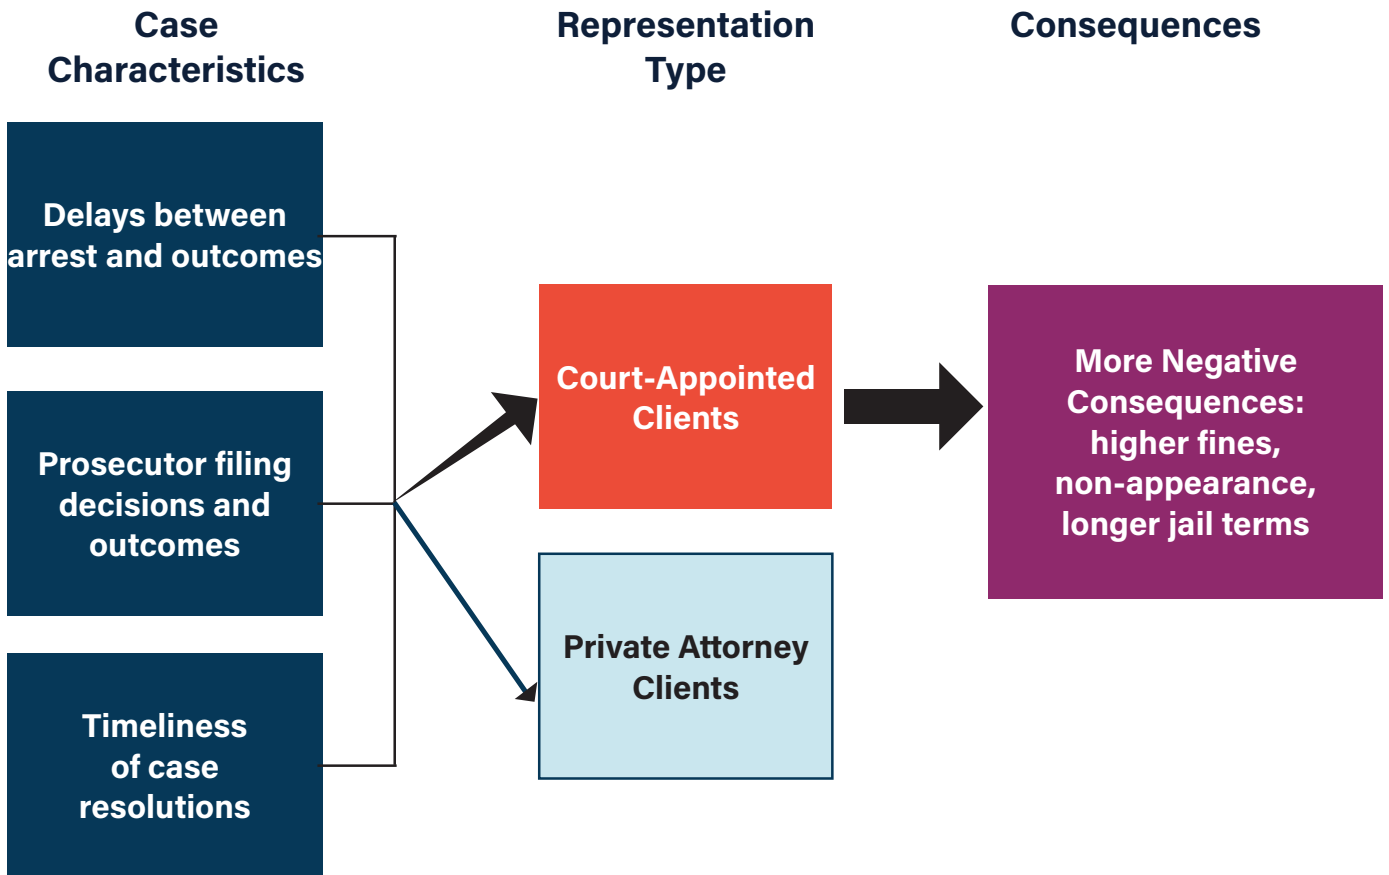 Case
Characteristics
Representation
Type
Consequences
Delays between
arrest and outcomes
Prosecutor filing
decisions and
outcomes
Timeliness
of case
resolutions
Court-Appointed
Clients
Private Attorney
Clients
More Negative
Consequences:
higher fines,
non-appearance,
longer jail terms